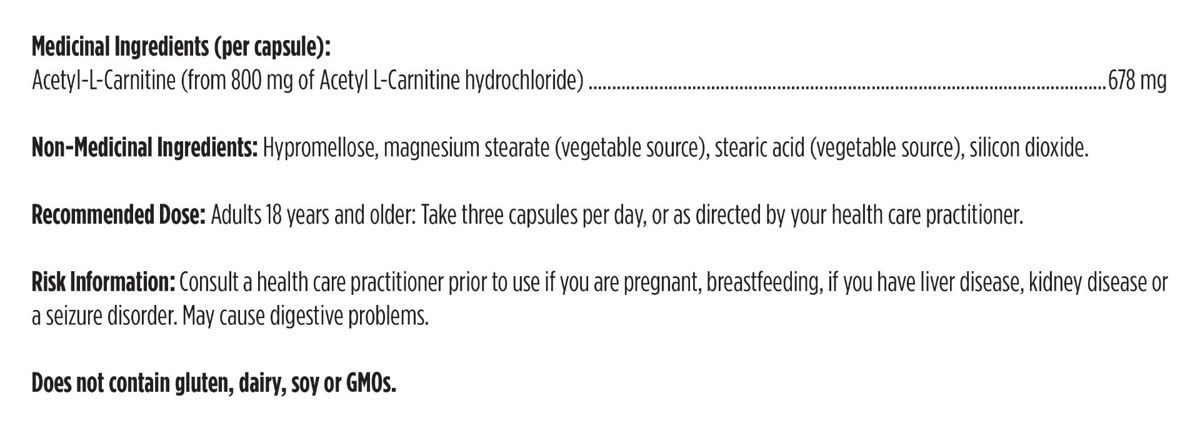 Medicinal Ingredients (per capsule):
Acetyl-L-Carnitine (from 800 mg of Acetyl L-Carnitine hydrochloride) ........................................................................................................... 678 mg
Non-Medicinal Ingredients: Hypromellose, magnesium stearate (vegetable source), stearic acid (vegetable source), silicon dioxide.
Recommended Dose: Adults 18 years and older: Take three capsules per day, or as directed by your health care practitioner.
Risk Information: Consult a health care practitioner prior to use if you are pregnant, breastfeeding, if you have liver disease, kidney disease or
a seizure disorder. May cause digestive problems.
Does not contain gluten, dairy, soy or GMOs.